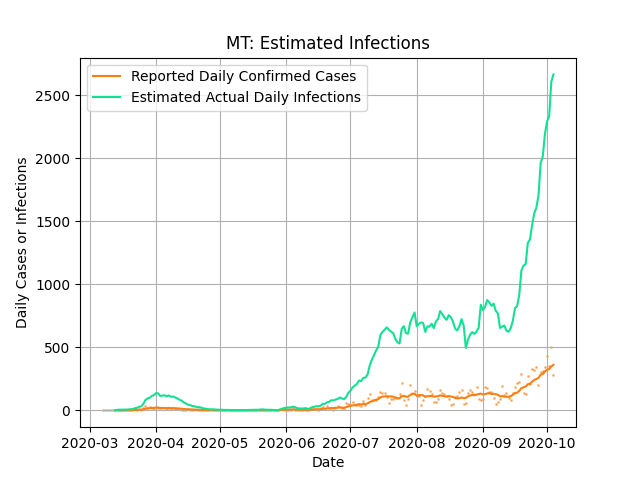 MT: Estimated Infections
Reported Daily Confirmed Cases
Estimated Actual Daily Infections
Daily Cases or Infections
2500
2000
1500
1000
500
0
2020-03 2020-04 2020-05 2020-06 2020-07 2020-08 2020-09 2020-10
Date